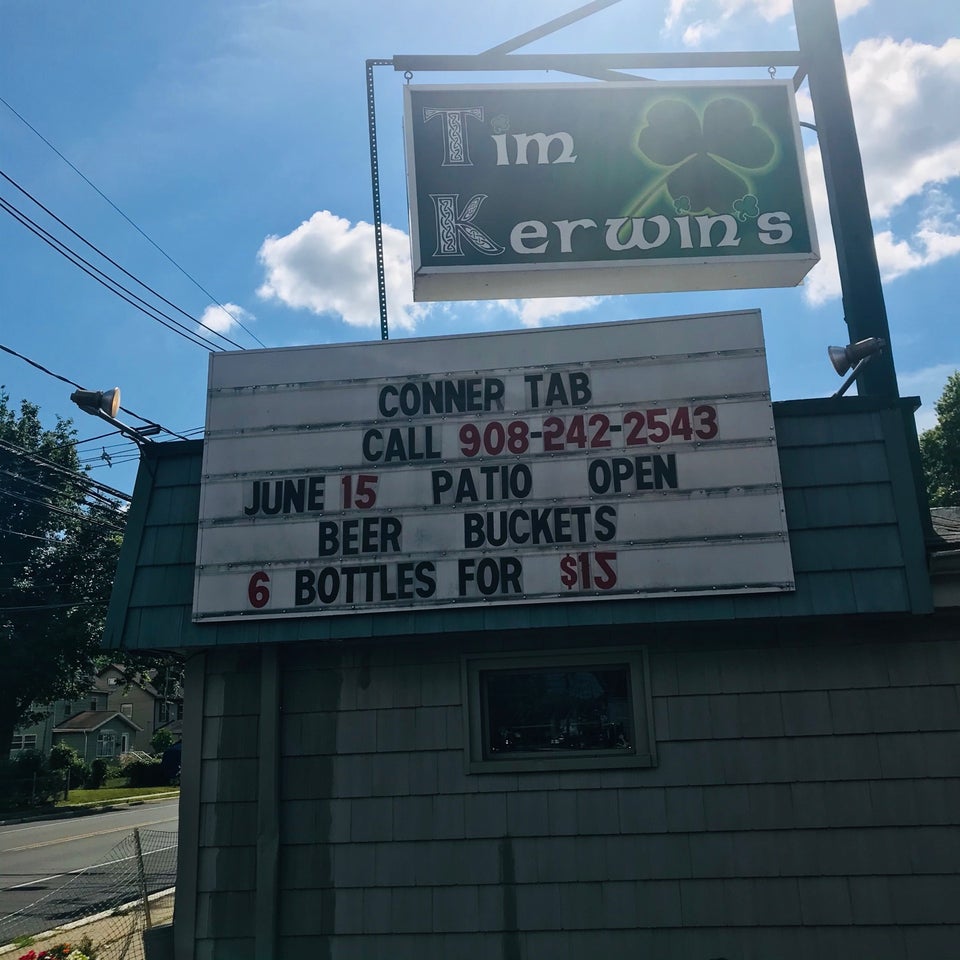 Tim
Kerwin's
CONNER TAB
CALL 908-242-2543
JUNE 15 PATIO OPEN
BEER BUCKETS
6 BOTTLES FOR $15